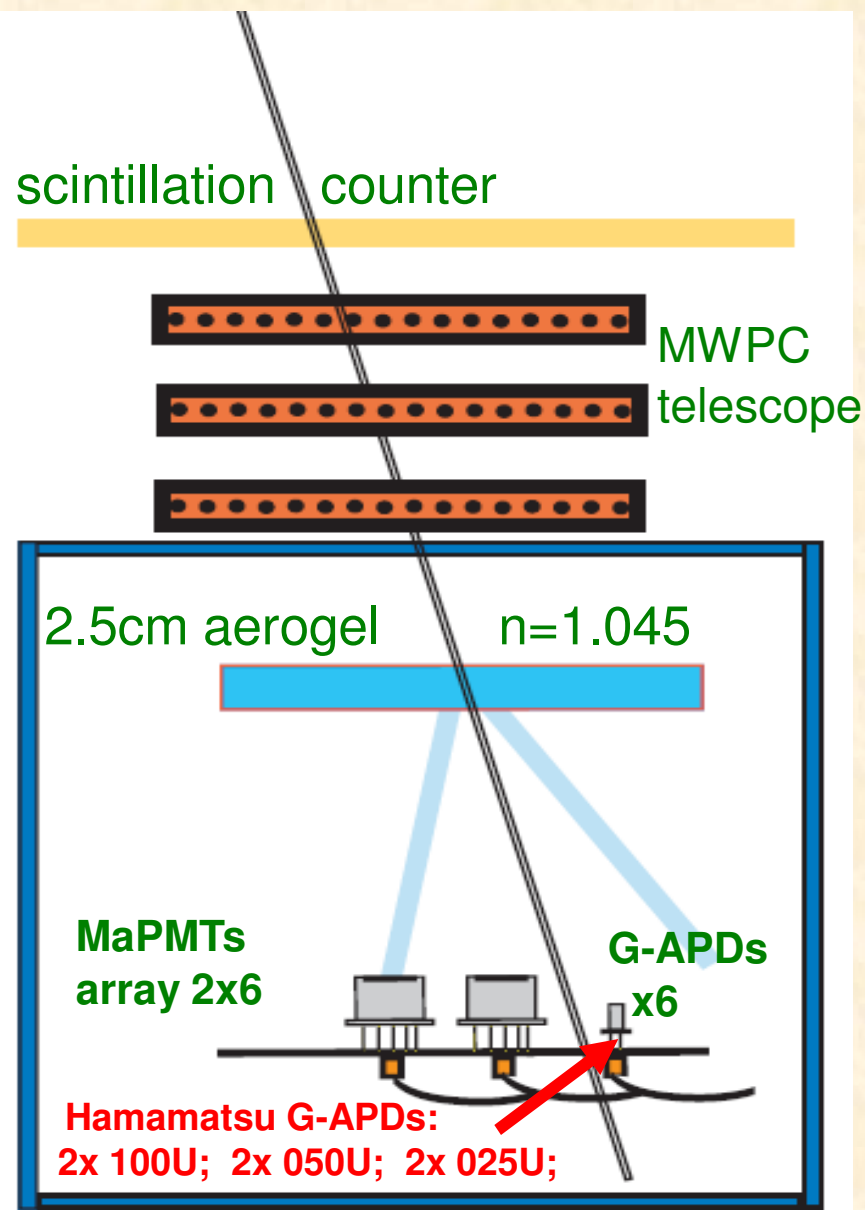 scintillation counter
MWPC
telescope
2.5cm aerogel n=1.045
MaPMTs
array 2x6
G-APDs
x6
Hamamatsu G-APDs:
2x 100U; 2x 050U; 2x 025U;